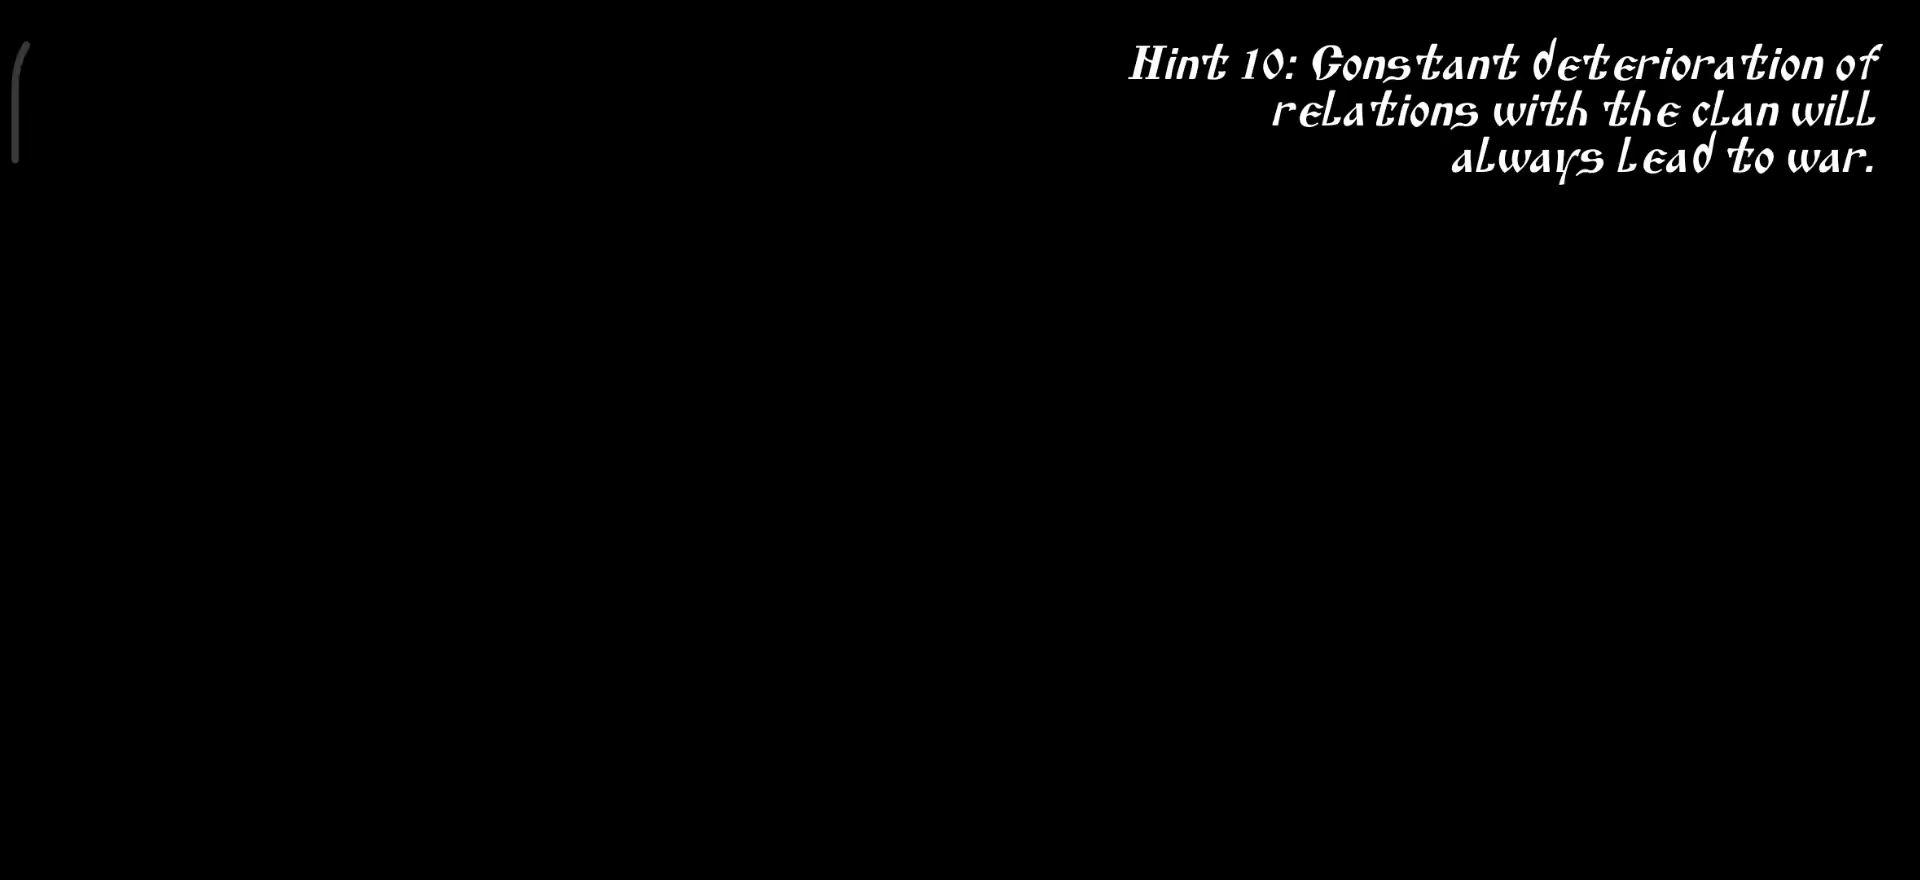 Hint 10: Constant deterioration of
relations with the clan will
always lead to war.